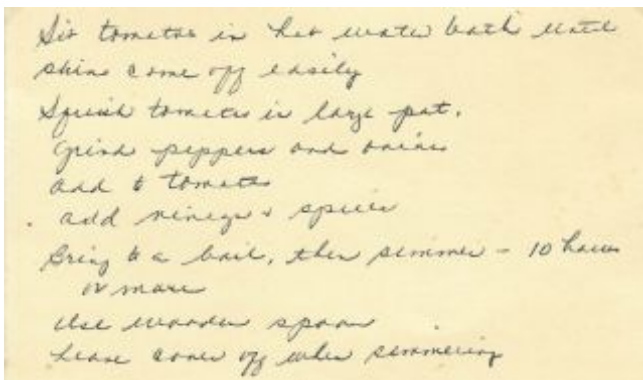 Sit tomatoes in hot water bath until
skins come off easily
Squish tomatoes in large pot.
Grind peppers and onions
add to tomatoes
add vinegar & spices
Bring to a boil, then simmer - 10 hours
or more
Use wooden spoon
Leave cover off when simmering